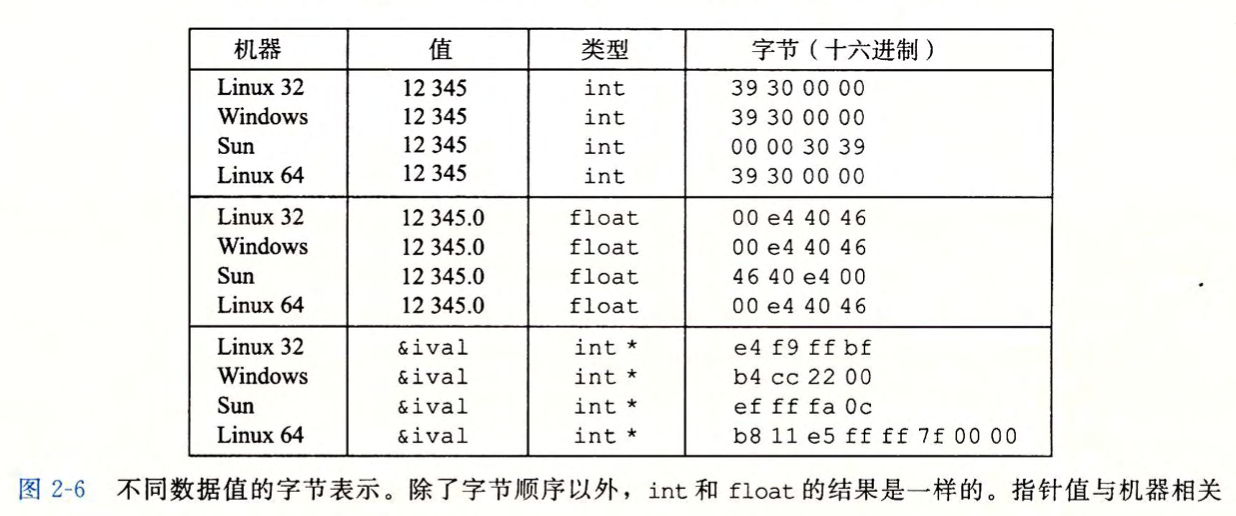 机器 值 类型 字节（十六进制）
Linux 32 12 345 int 39 30 00 00
Windows 12 345 int 39 30 00 00
Sun 12 345 int 00 00 30 39
Linux 64 12 345 int 39 30 00 00
Linux 32 12 345.0 float 00 e4 40 46
Windows 12 345.0 float 00 e4 40 46
Sun 12 345.0 float 46 40 e4 00
Linux 64 12 345.0 float 00 e4 40 46
Linux 32 &ival int * e4 f9 ff bf
Windows &ival int * b4 cc 22 00
Sun &ival int * ef ff fa 0c
Linux 64 &ival int * b8 11 e5 ff ff 7f 00 00
图 2-6 不同数据值的字节表示。除了字节顺序以外，int 和 float 的结果是一样的。指针值与机器相关